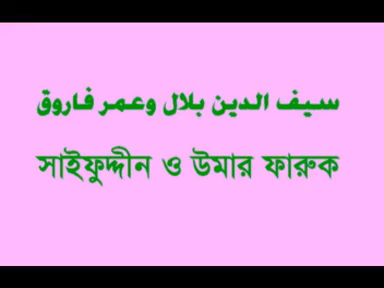 سيف الدين بلال وعمر فاروق
সাইফুদ্দীন ও উমার ফারুক